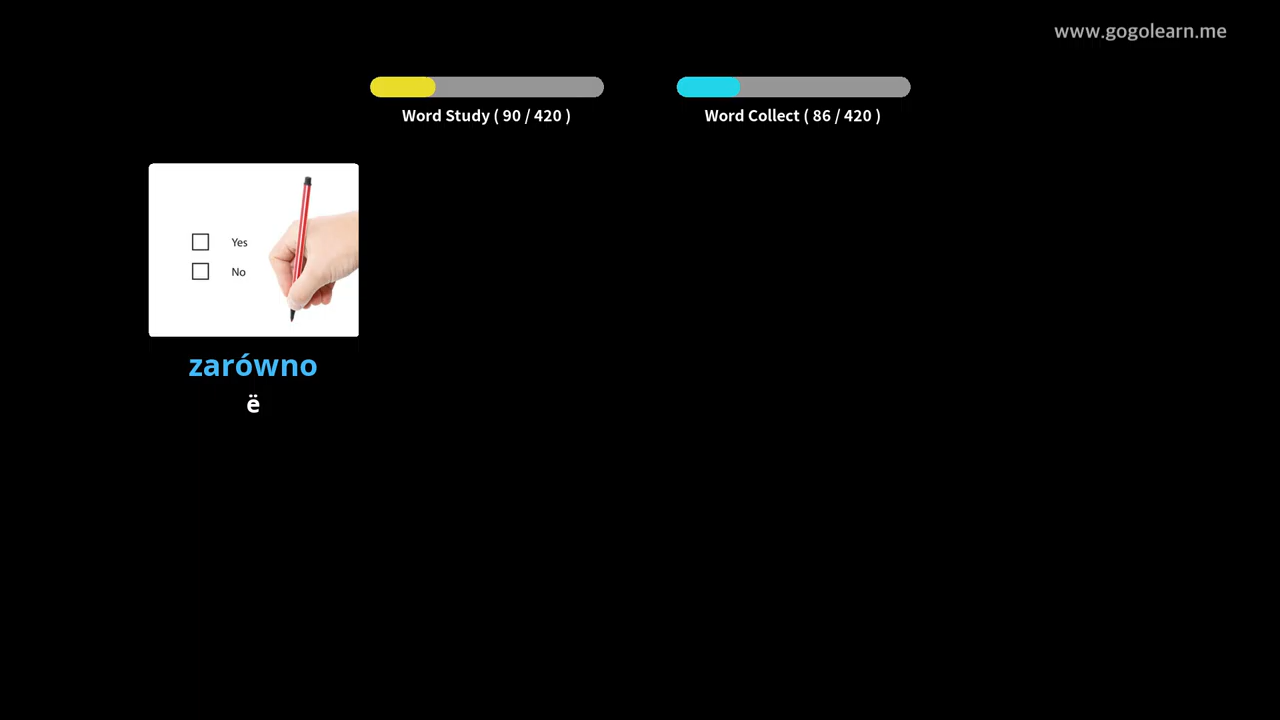 www.gogolearn.me
Word Study ( 90 / 420 )
Word Collect ( 86 / 420 )
Yes
No
zarówno
ë